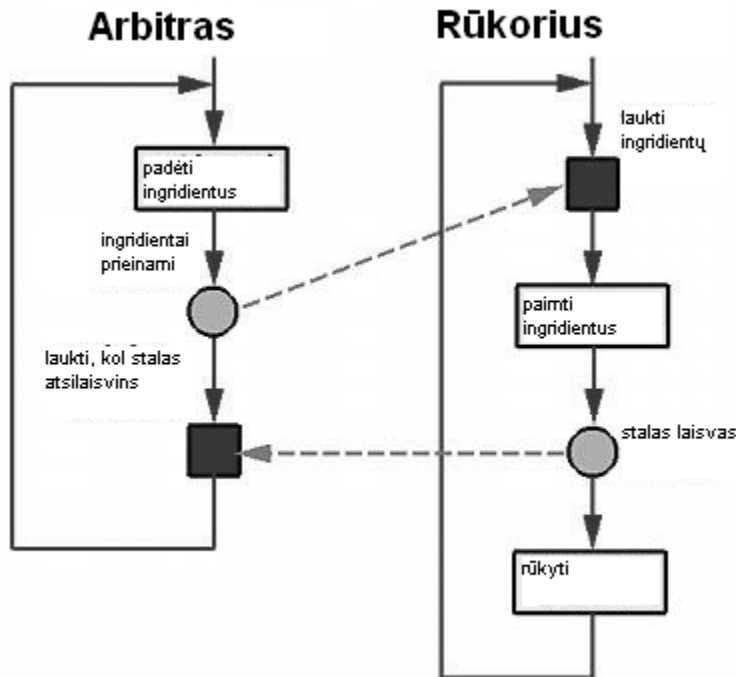 Arbitras
padėti
ingridientus
ingridientai
prieinami
laukti, kol stalas
atsilaisvins
Rūkorius
laukti
ingridientų
paimti
ingridientus
stalas laisvas
rūkyti